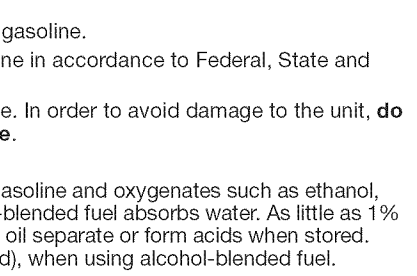 gasoline.
ne in accordance to Federal, State and
e. In order to avoid damage to the unit, do
e.
asoline and oxygenates such as ethanol,
-blended fuel absorbs water. As little as 1%
oil separate or form acids when stored.
d), when using alcohol-blended fuel.